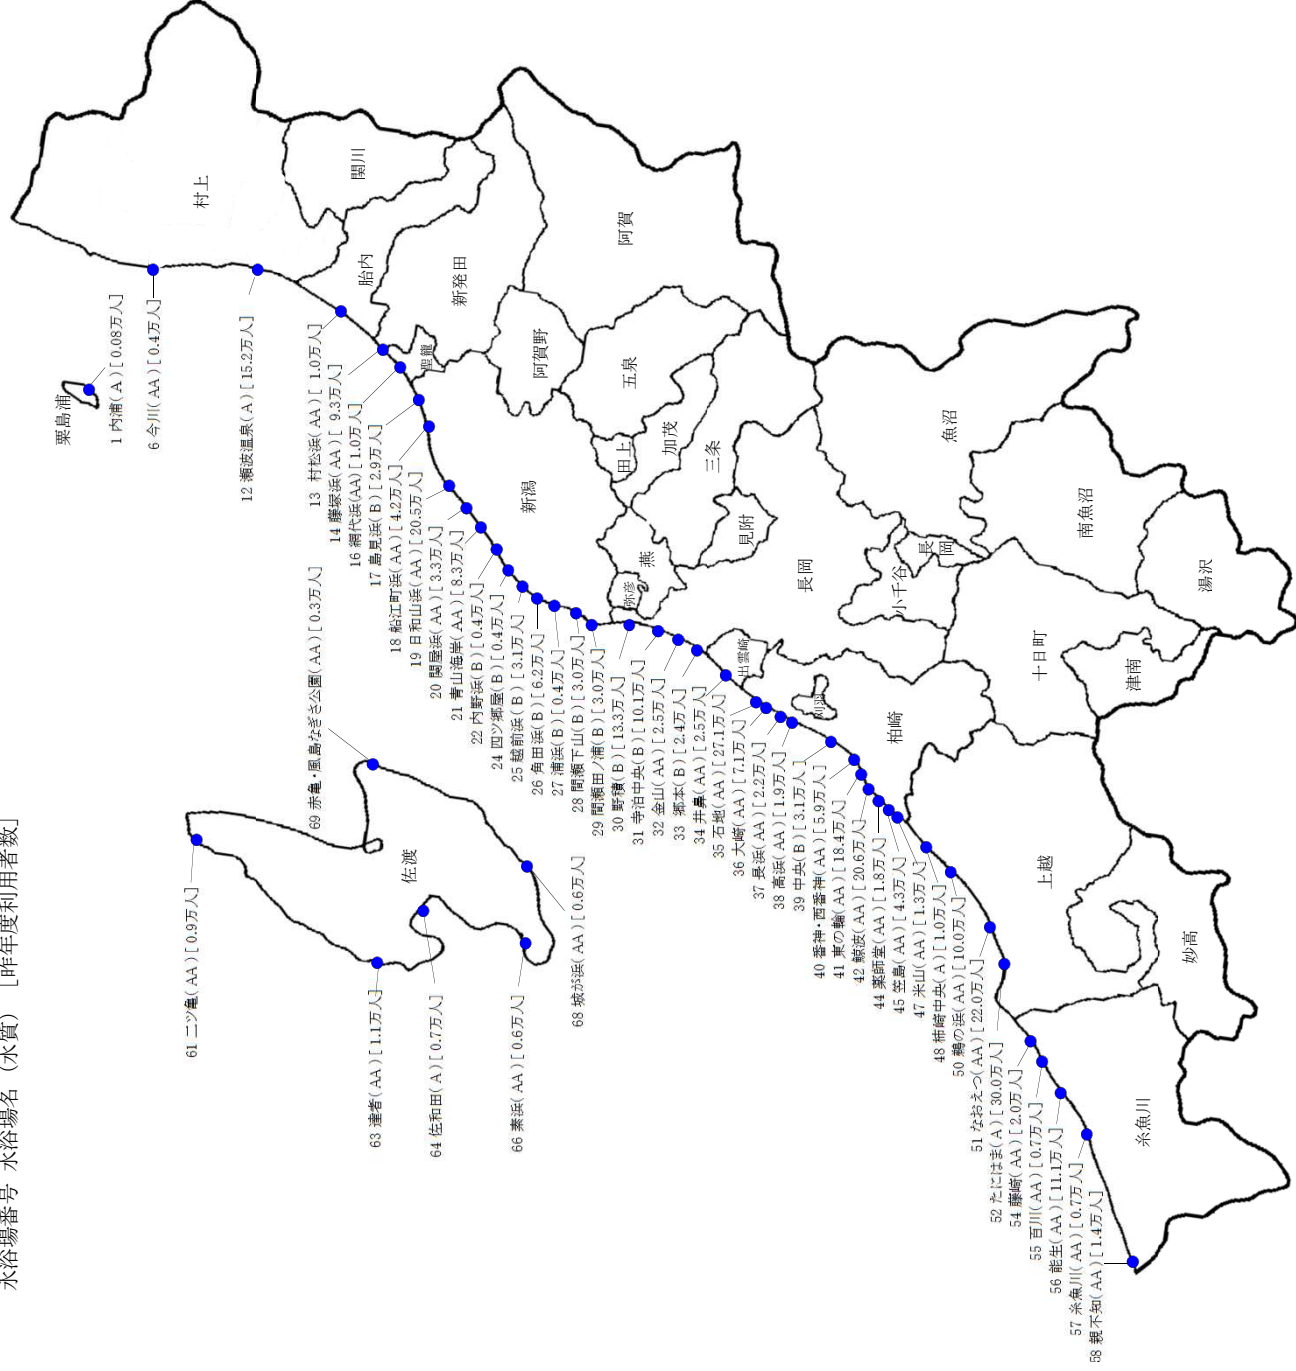 水浴場番号 水浴場名 (水質) [昨年度利用者数]
粟島浦
1 内浦(A)[0.08万人]
6 今川(AA)[0.4万人]
12 瀬波温泉(A)[15.2万人]
13 村松浜(AA)[1.0万人]
14 藤塚浜(AA)[9.3万人]
16 網代浜(AA)[1.0万人]
17 島見浜(B)[2.9万人]
18 船江町浜(AA)[4.2万人]
19 日和山浜(AA)[20.5万人]
20 関屋浜(AA)[3.3万人]
21 青山海岸(AA)[8.3万人]
22 内野浜(B)[0.4万人]
24 四ツ郷屋(B)[0.4万人]
25 越前浜(B)[3.1万人]
26 角田浜(B)[6.2万人]
27 浦浜(B)[0.4万人]
28 間瀬下山(B)[3.0万人]
29 間瀬田ノ浦(B)[3.0万人]
30 野積(B)[13.3万人]
31 寺泊中央(B)[10.1万人]
32 金山(AA)[2.5万人]
33 郷本(B)[2.4万人]
34 井鼻(AA)[2.5万人]
35 石地(AA)[27.1万人]
36 大崎(AA)[7.1万人]
37 長浜(AA)[2.2万人]
38 高浜(AA)[1.9万人]
39 中央(B)[3.1万人]
40 番神・西番神(AA)[5.9万人]
41 東の輪(AA)[18.4万人]
42 鯨波(AA)[20.6万人]
44 薬師堂(AA)[1.8万人]
45 笠島(AA)[4.3万人]
47 米山(AA)[1.3万人]
48 柿崎中央(A)[1.0万人]
50 鵜の浜(AA)[10.0万人]
51 なおえつ(AA)[22.0万人]
52 たにはま(A)[30.0万人]
54 藤崎(AA)[2.0万人]
55 百川(AA)[0.7万人]
56 能生(AA)[11.1万人]
57 糸魚川(AA)[0.7万人]
58 親不知(AA)[1.4万人]
61 二ツ亀(AA)[0.9万人]
63 達者(AA)[1.1万人]
64 佐和田(A)[0.7万人]
66 素浜(AA)[0.6万人]
68 城が浜(AA)[0.6万人]
69 赤亀・風島なぎさ公園(AA)[0.3万人]
佐渡
村上
関川
胎内
新発田
聖籠
阿賀野
阿賀
新潟
五泉
田上
加茂
三条
燕
弥彦
見附
長岡
出雲崎
刈羽
柏崎
小千谷
長岡
魚沼
南魚沼
湯沢
十日町
津南
上越
妙高
糸魚川